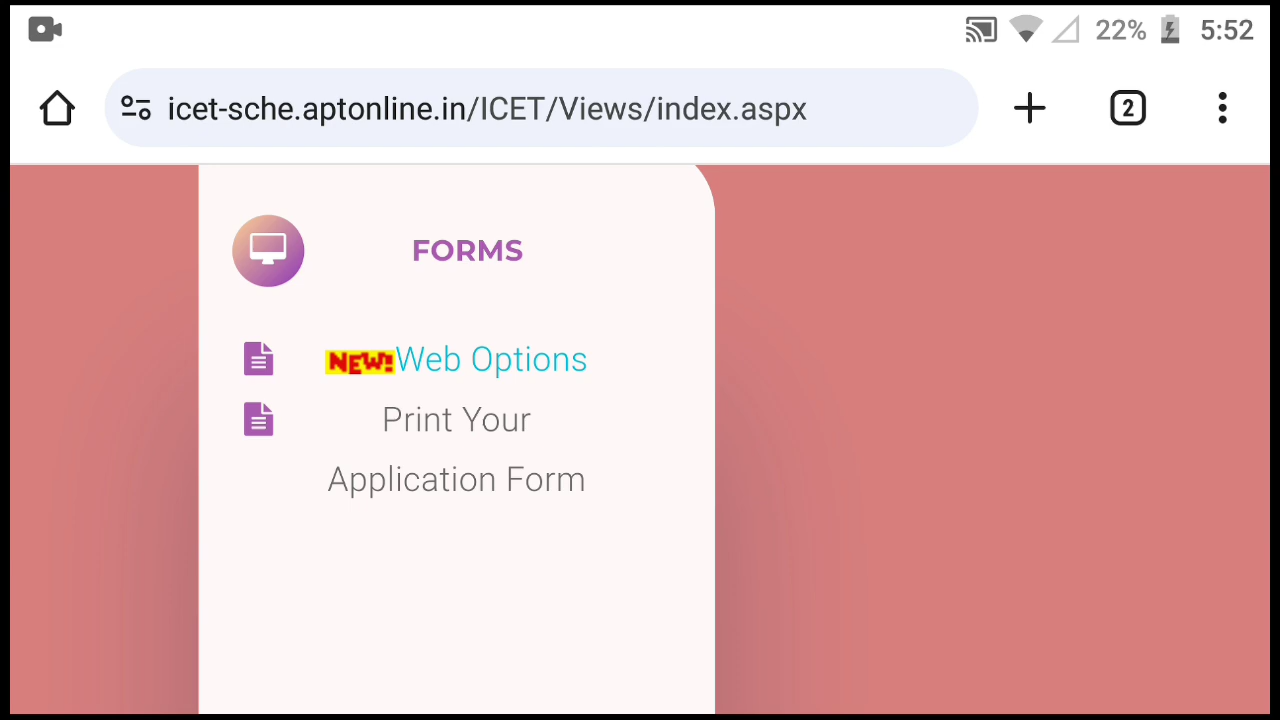 22% 5:52
icet-sche.aptonline.in/ICET/Views/index.aspx 2
FORMS
NEW! Web Options
Print Your
Application Form